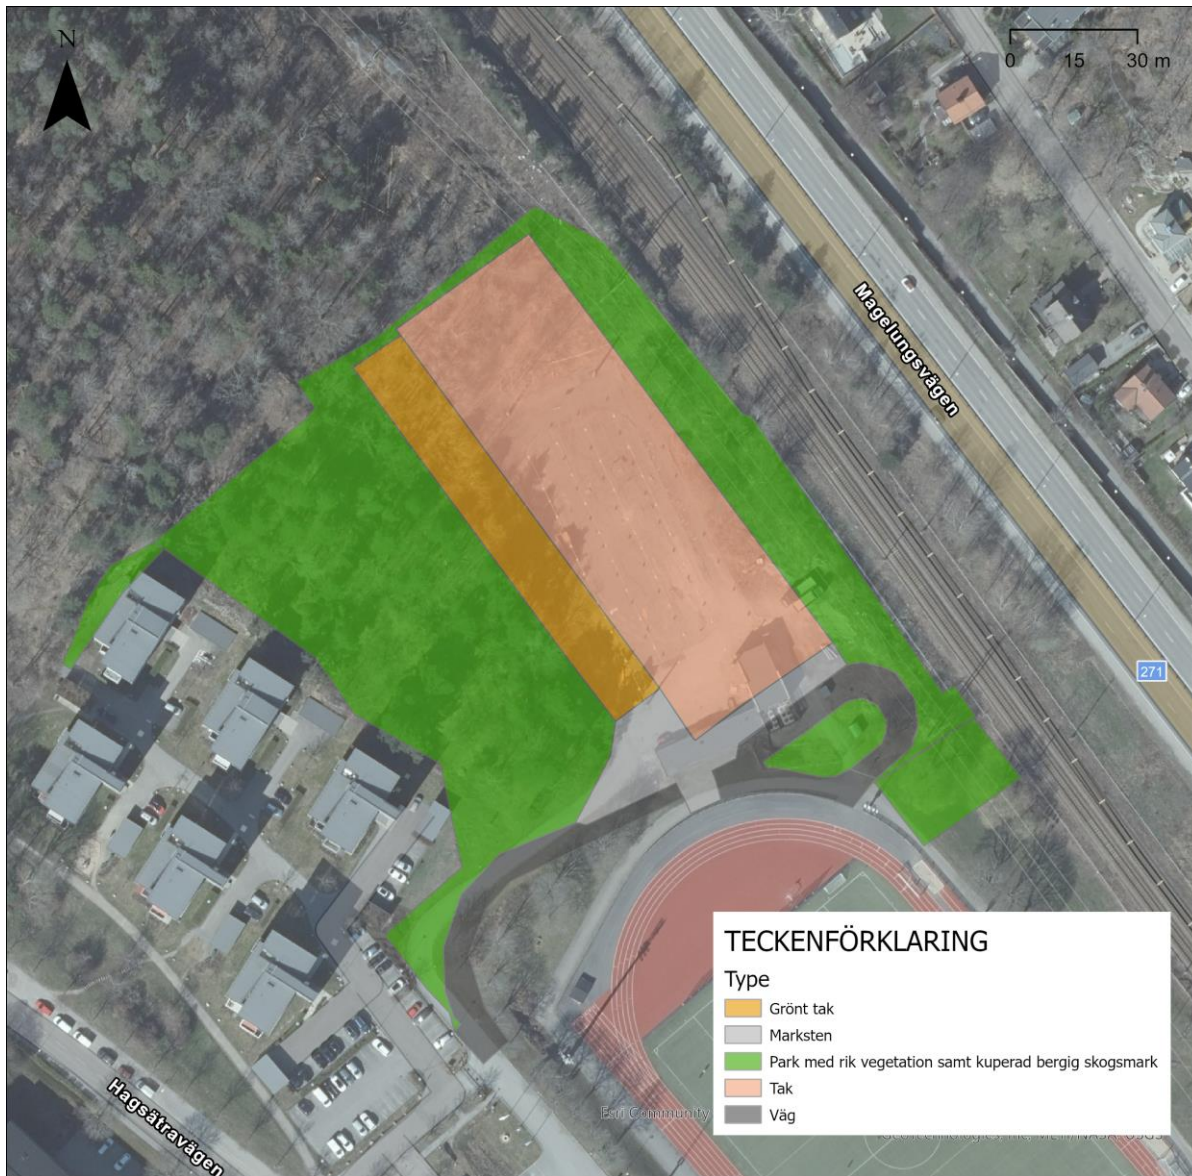 N
0 15 30 m
Magelungsvägen
271
Hagsätravägen
TECKENFÖRKLARING
Type
Grönt tak
Marksten
Park med rik vegetation samt kuperad bergig skogsmark
Tak
Väg
Esri Community